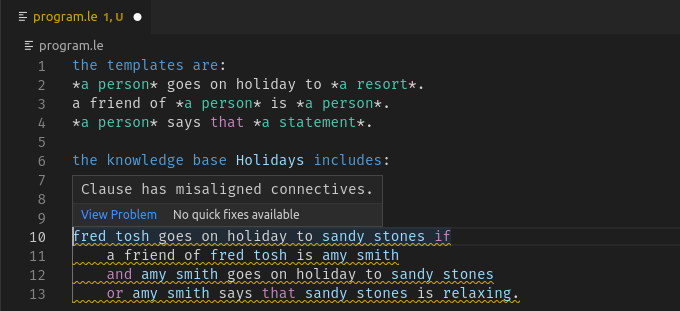 program.le 1, U
program.le
1 the templates are:
2 *a person* goes on holiday to *a resort*.
3 a friend of *a person* is *a person*.
4 *a person* says that *a statement*.
5
6 the knowledge base Holidays includes:
7
Clause has misaligned connectives.
8
View Problem No quick fixes available
9
10 fred tosh goes on holiday to sandy stones if
11 a friend of fred tosh is amy smith
12 and amy smith goes on holiday to sandy stones
13 or amy smith says that sandy stones is relaxing.